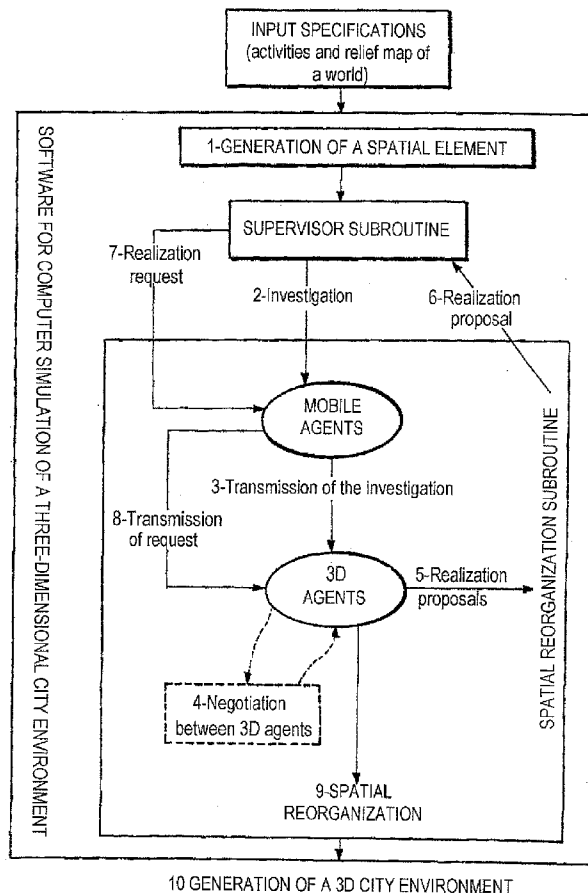 INPUT SPECIFICATIONS
(activities and relief map of
a world)
SOFTWARE FOR COMPUTER SIMULATION OF A THREE-DIMENSIONAL CITY ENVIRONMENT
1-GENERATION OF A SPATIAL ELEMENT
SUPERVISOR SUBROUTINE
7-Realization
request
2-Investigation
6-Realization
proposal
MOBILE
AGENTS
3-Transmission of the investigation
8-Transmission
of request
3D
AGENTS
5-Realization
proposals
SPATIAL REORGANIZATION SUBROUTINE
4-Negotiation
between 3D agents
9-SPATIAL
REORGANIZATION
10 GENERATION OF A 3D CITY ENVIRONMENT